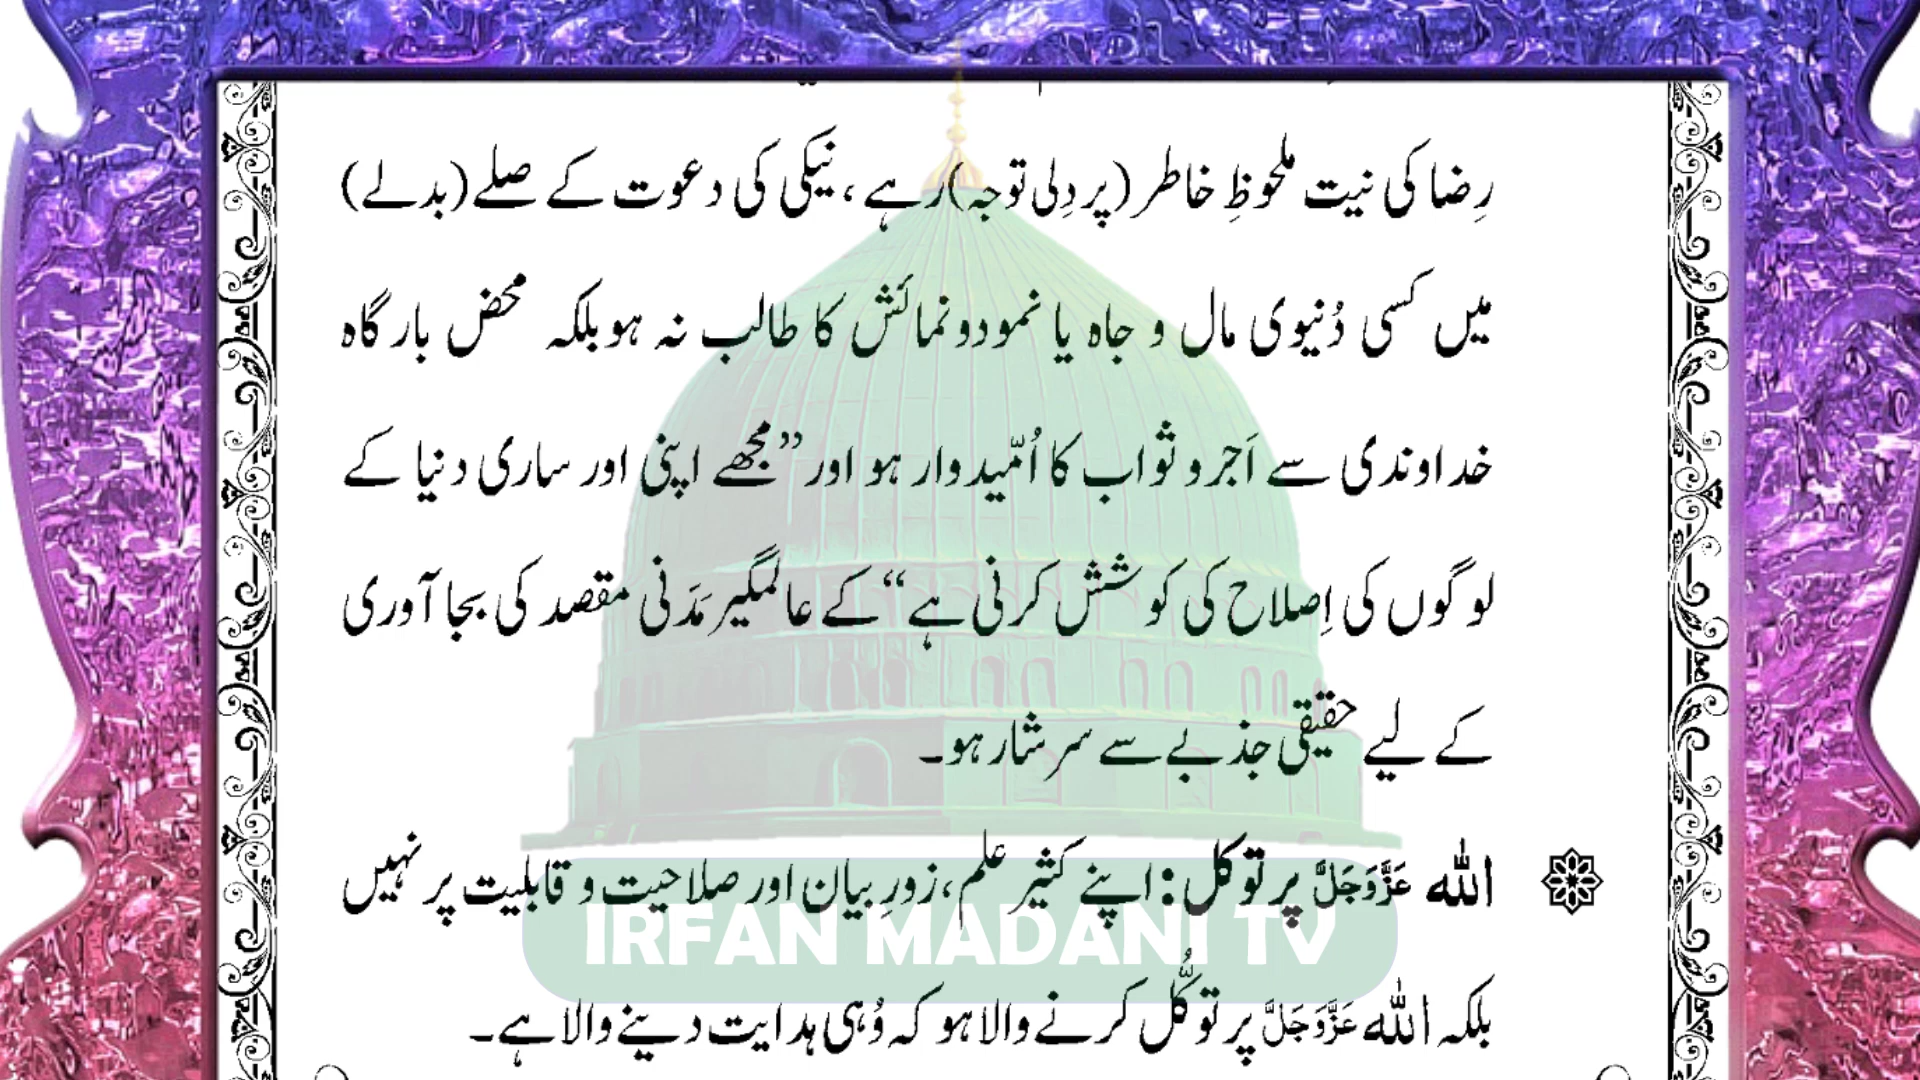 رِضا کی نیت ملحوظِ خاطر (پر دِلی توجہ) رہے ، نیکی کی دعوت کے صلے (بدلے)
میں کسی دُنیوی مال و جاہ یا نمود و نمائش کا طالب نہ ہو بلکہ محض بارگاہ
خداوندی سے اَجر و ثواب کا اُمّیدوار ہو اور ”مجھے اپنی اور ساری دنیا کے
لوگوں کی اِصلاح کی کوشش کرنی ہے“ کے عالمگیر مَدَنی مقصد کی بجا آوری
کے لیے حقیقی جذبے سے سرشار ہو۔
اللہ عَزَّوَجَلَّ پر توکل : اپنے کثیر علم، زورِ بیان اور صلاحیت و قابلیت پر نہیں
IRFAN MADANI TV
بلکہ اللہ عَزَّوَجَلَّ پر توکُّل کرنے والا ہو کہ وُہی ہدایت دینے والا ہے۔